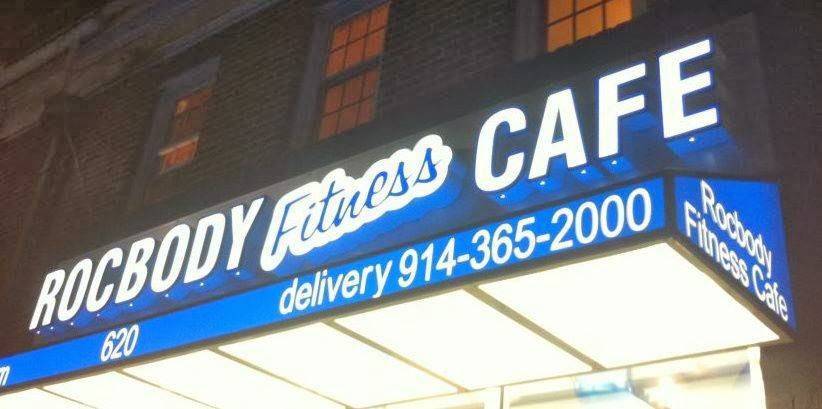 ROCBODY Fitness CAFE
620 delivery 914-365-2000
Rocbody
Fitness Cafe